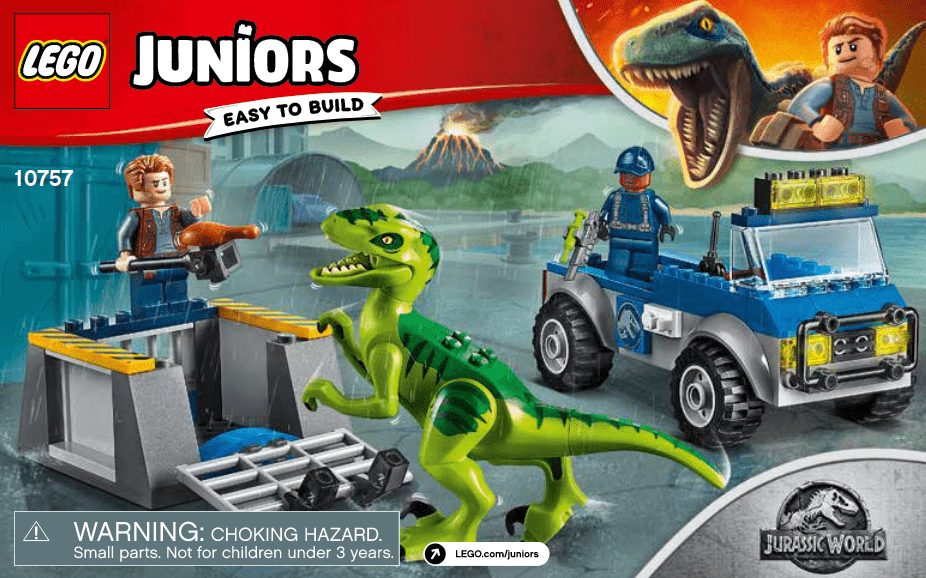 LEGO
JUNIORS
EASY TO BUILD
10757
WARNING: CHOKING HAZARD.
Small parts. Not for children under 3 years.
LEGO.com/juniors
JURASSIC WORLD